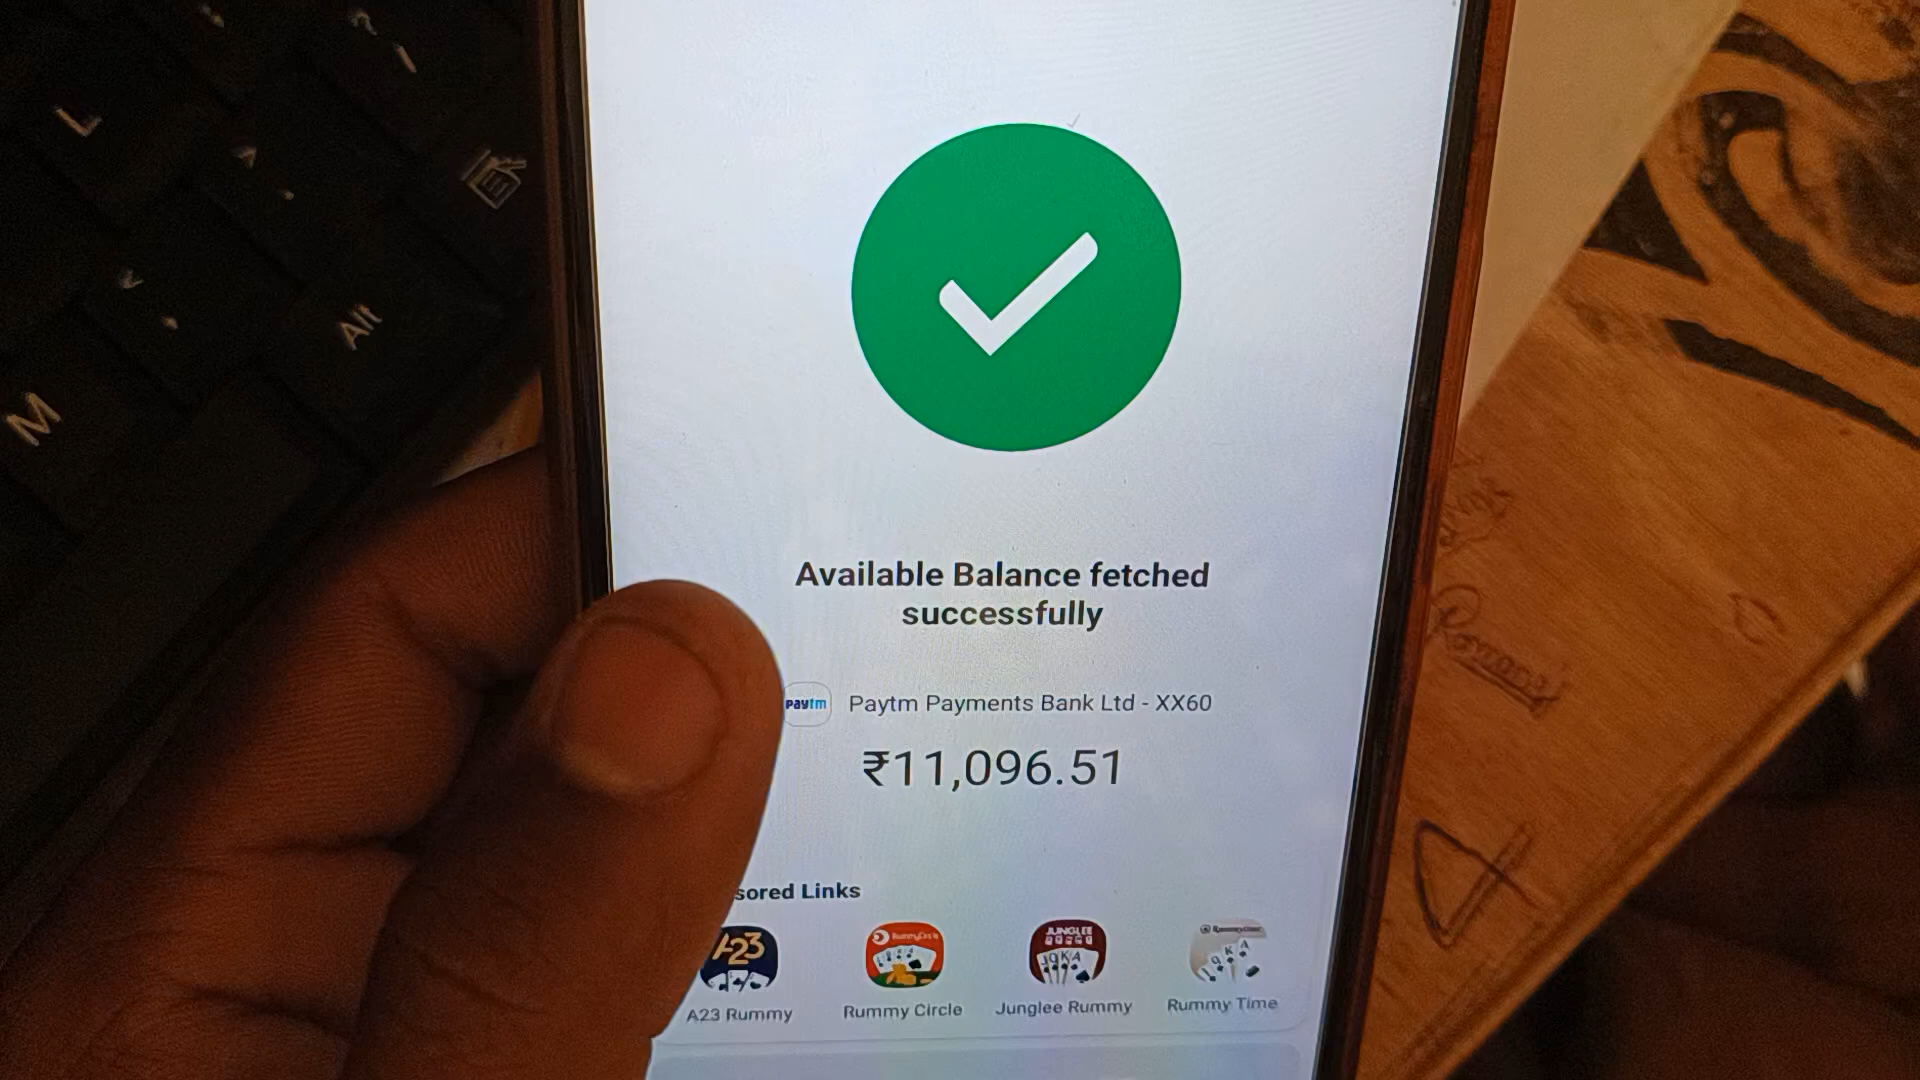 L
Alt
M
Available Balance fetched
successfully
paytm Paytm Payments Bank Ltd - XX60
₹11,096.51
sored Links
A23
RummyCircle
JUNGLEE
A23 Rummy
Rummy Circle
Junglee Rummy
Rummy Time